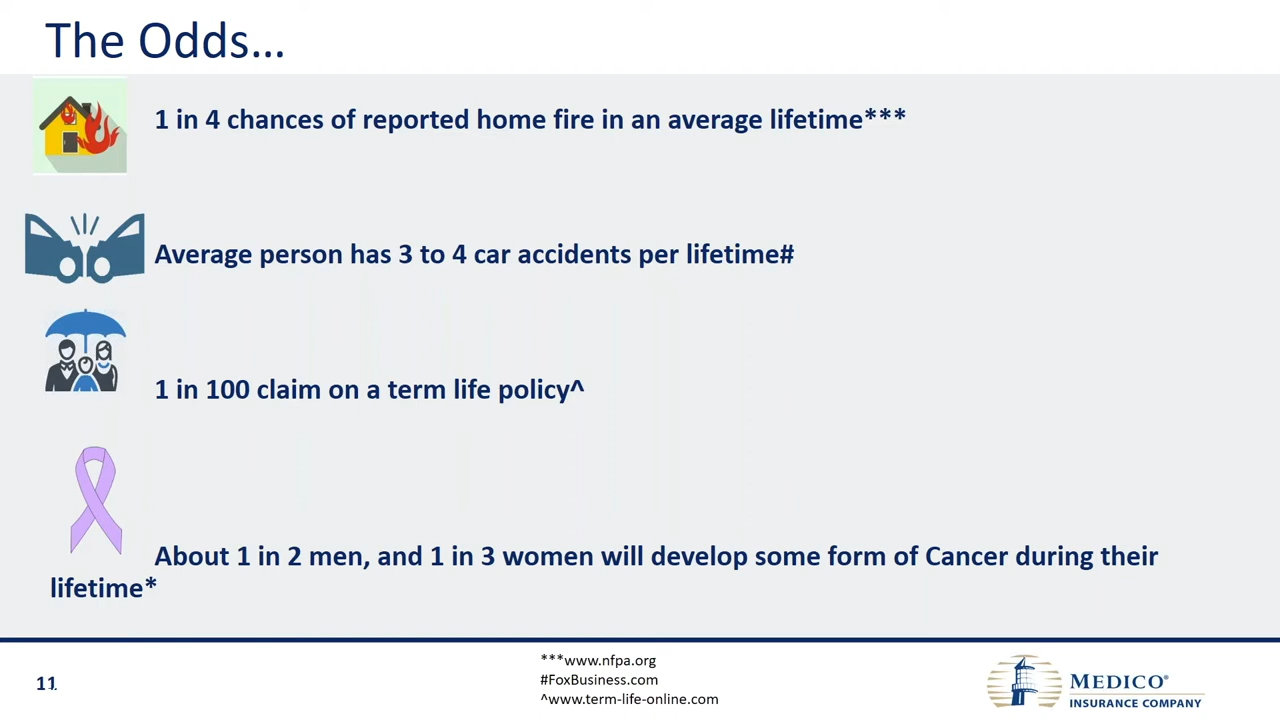 The Odds...
1 in 4 chances of reported home fire in an average lifetime***
Average person has 3 to 4 car accidents per lifetime#
1 in 100 claim on a term life policy^
About 1 in 2 men, and 1 in 3 women will develop some form of Cancer during their
lifetime*
***www.nfpa.org
#FoxBusiness.com
^www.term-life-online.com
11
MEDICO®
INSURANCE COMPANY